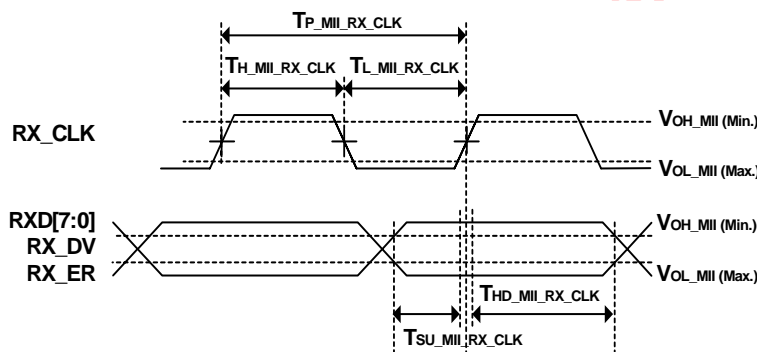 TP_MII_RX_CLK
TH_MII_RX_CLK TL_MII_RX_CLK
RX_CLK
VOH_MII (Min.)
VOL_MII (Max.)
RXD[7:0]
RX_DV
RX_ER
VOH_MII (Min.)
VOL_MII (Max.)
THD_MII_RX_CLK
TSU_MII_RX_CLK